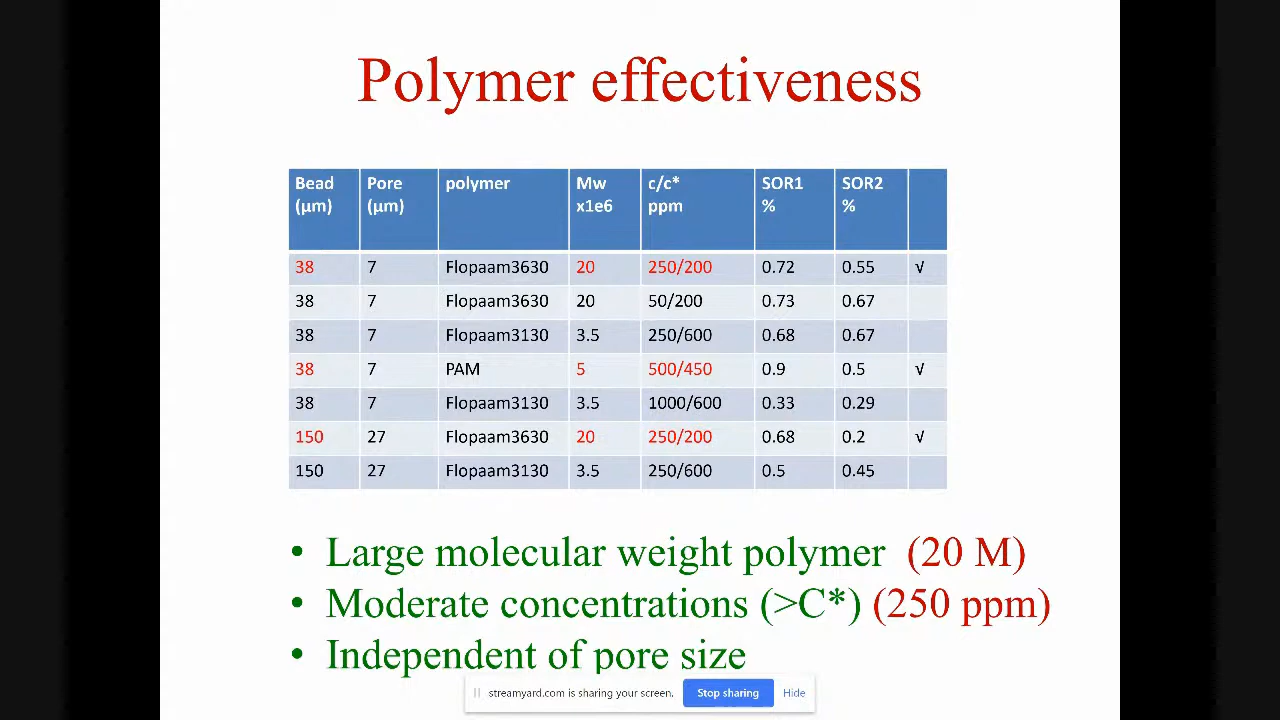 Polymer effectiveness
Bead (µm) Pore (µm) polymer Mw x1e6 c/c* ppm SOR1 % SOR2 %
38 7 Flopaam3630 20 250/200 0.72 0.55 √
38 7 Flopaam3630 20 50/200 0.73 0.67
38 7 Flopaam3130 3.5 250/600 0.68 0.67
38 7 PAM 5 500/450 0.9 0.5 √
38 7 Flopaam3130 3.5 1000/600 0.33 0.29
150 27 Flopaam3630 20 250/200 0.68 0.2 √
150 27 Flopaam3130 3.5 250/600 0.5 0.45
• Large molecular weight polymer (20 M)
• Moderate concentrations (>C*) (250 ppm)
• Independent of pore size
streamyard.com is sharing your screen. Stop sharing Hide